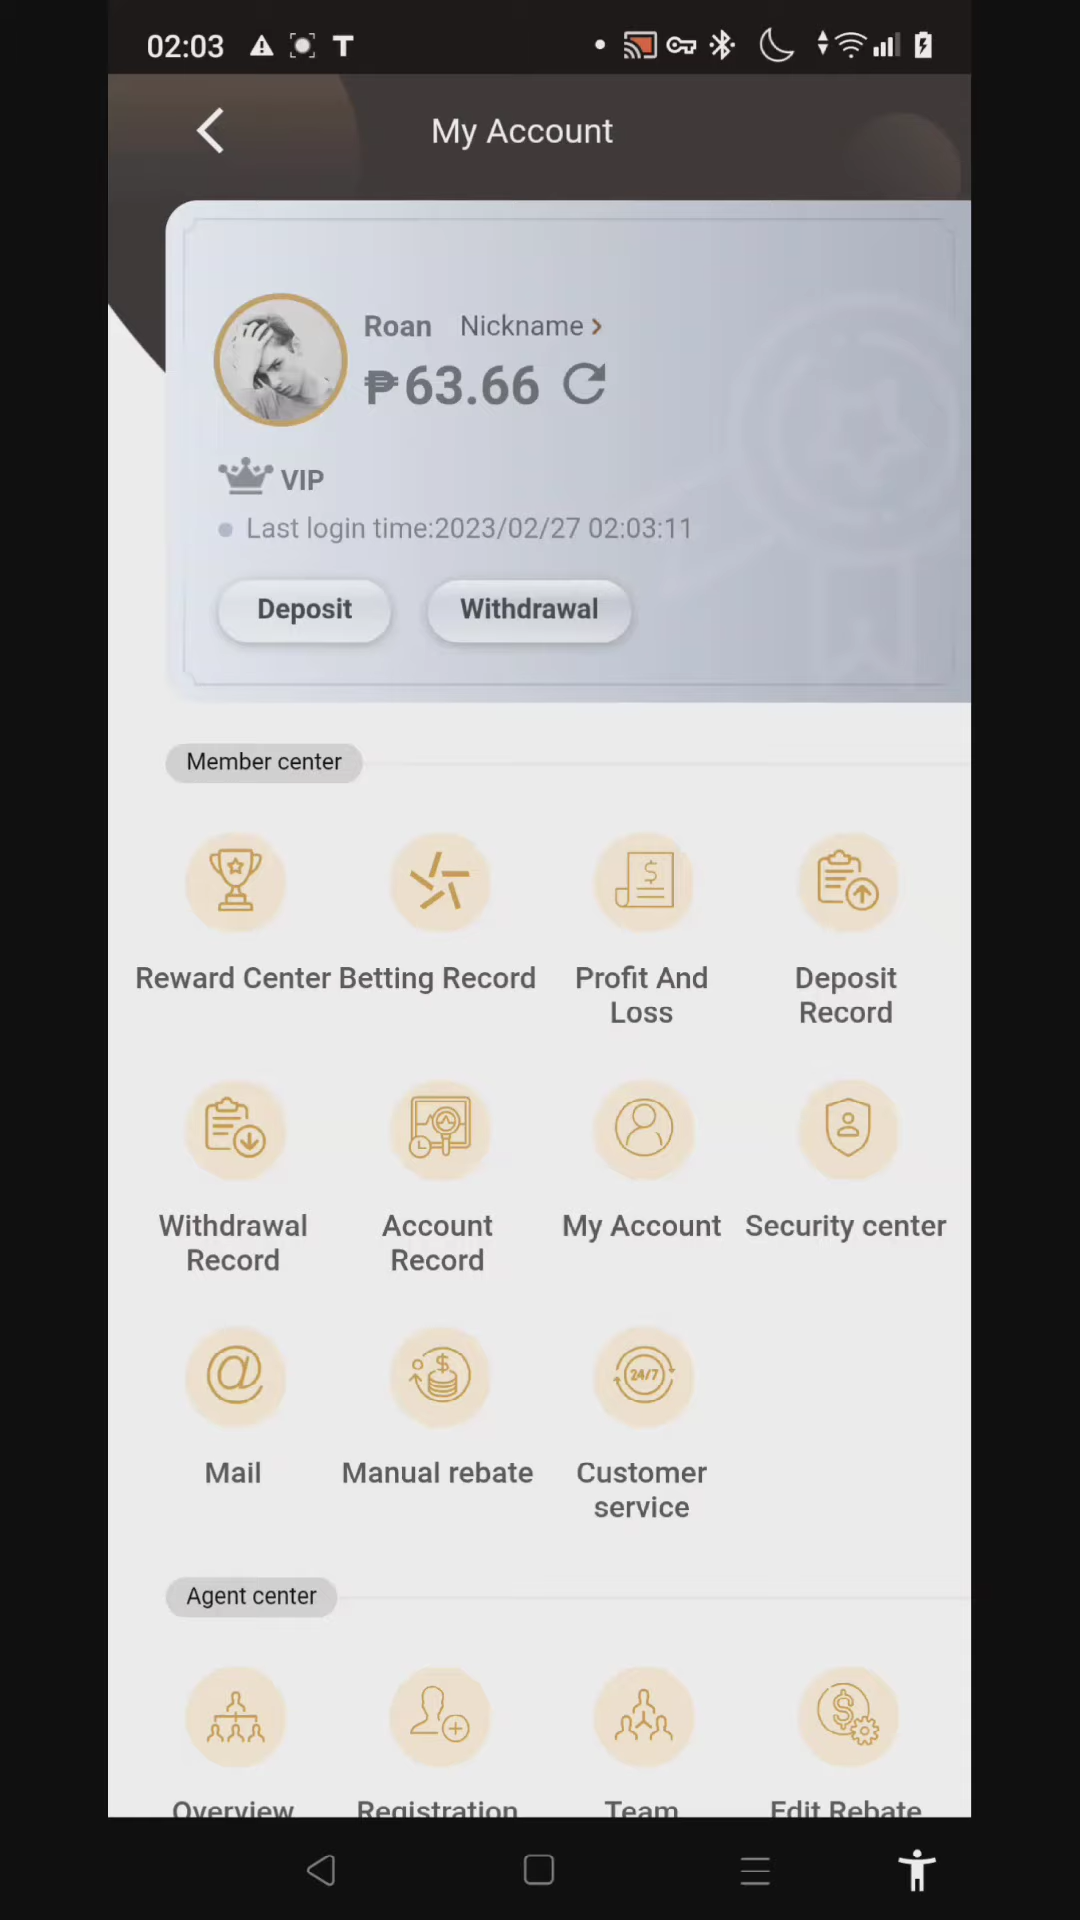 02:03
My Account
Roan Nickname
₱63.66
VIP
Last login time:2023/02/27 02:03:11
Deposit Withdrawal
Member center
Reward Center Betting Record Profit And Loss Deposit Record
Withdrawal Record Account Record My Account Security center
24/7
Mail Manual rebate Customer service
Agent center
Overview Registration Team Edit Rebate